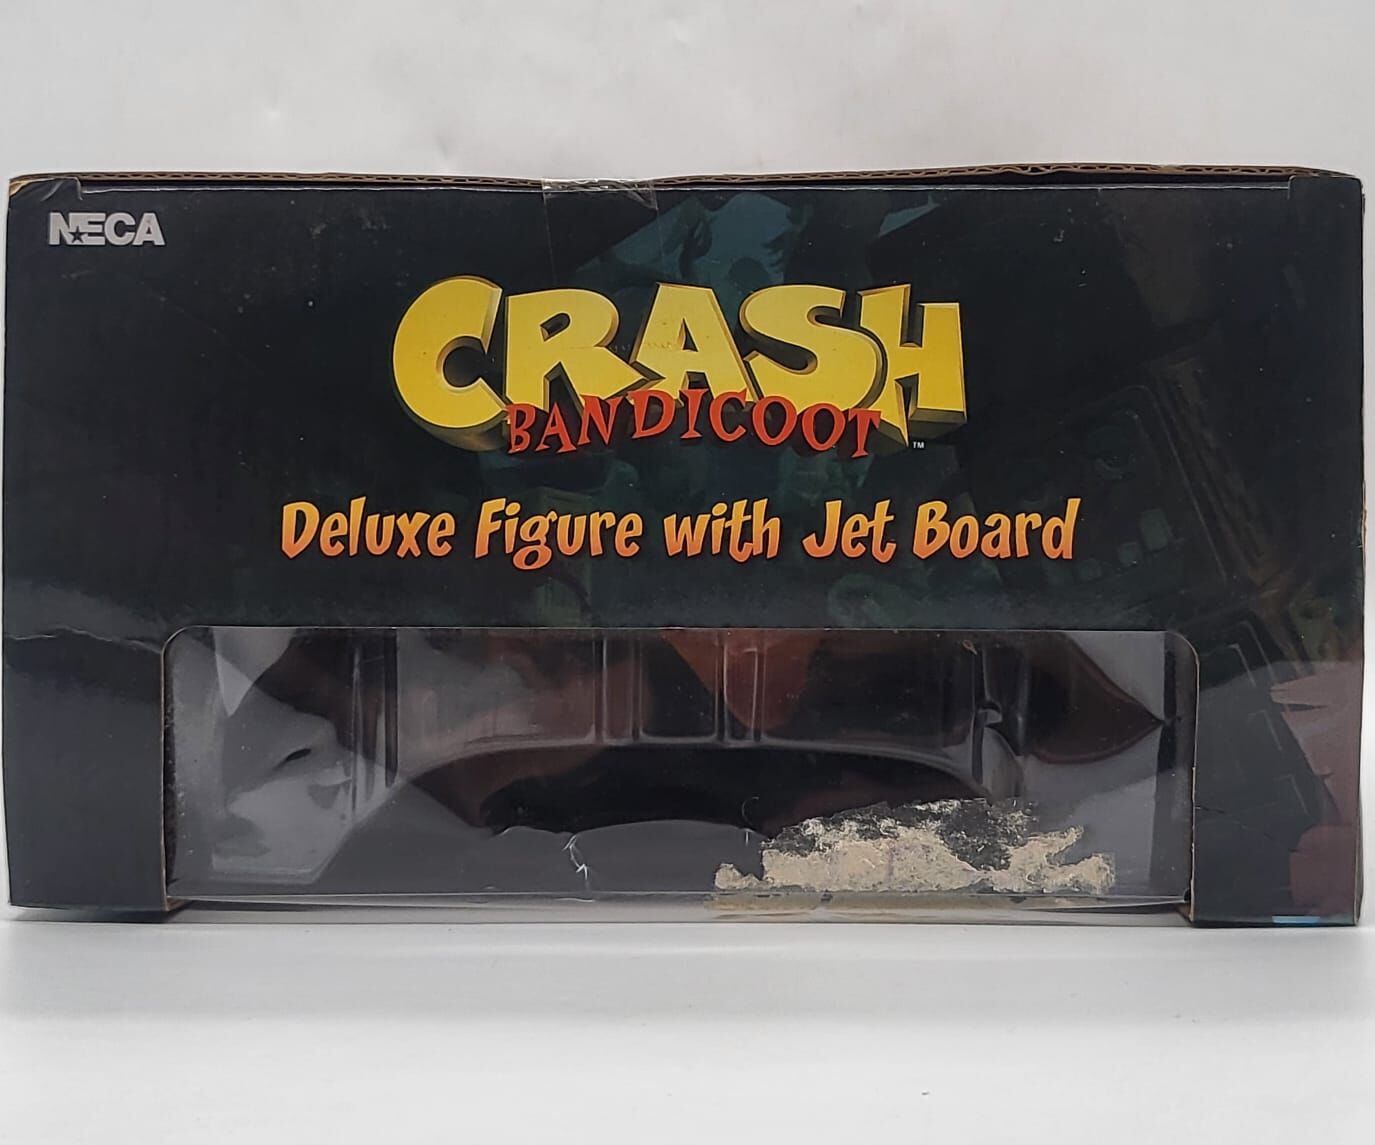 NECA
CRASH
BANDICOOT
TM
Deluxe Figure with Jet Board